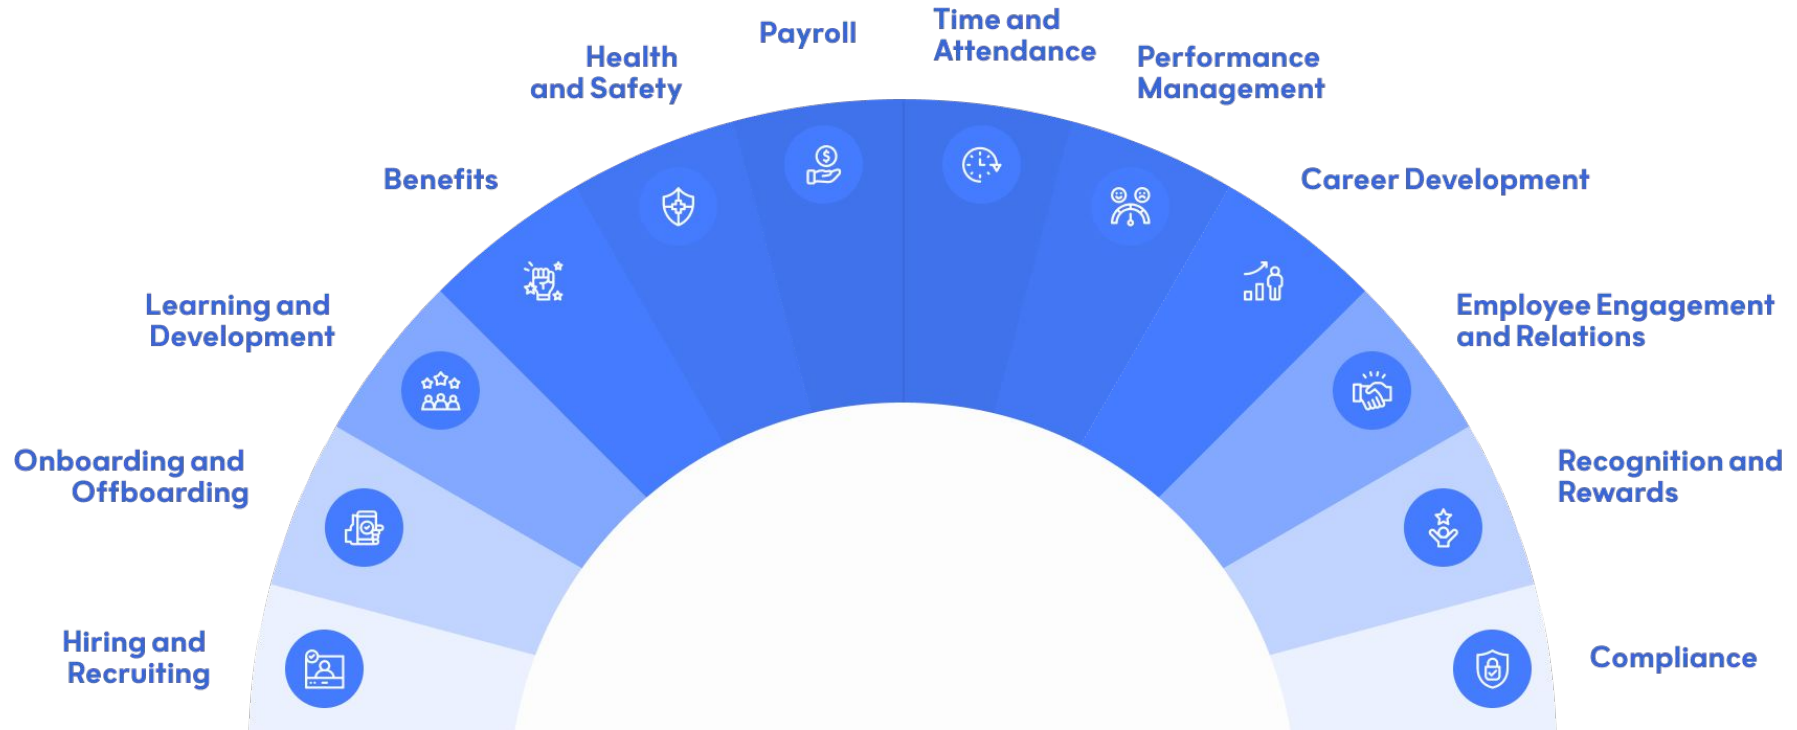 Hiring and
Recruiting
Onboarding and
Offboarding
Learning and
Development
Benefits
Health
and Safety
Payroll
Time and
Attendance
Performance
Management
Career Development
Employee Engagement
and Relations
Recognition and
Rewards
Compliance